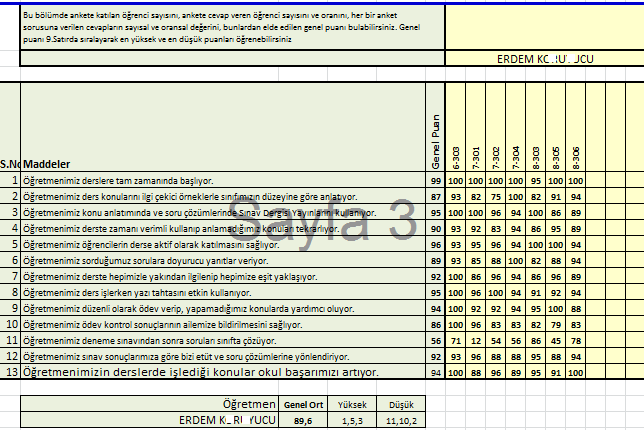 Bu bölümde ankete katılan öğrenci sayısını, ankete cevap veren öğrenci sayısını ve oranını, her bir anket
sorusuna verilen cevapların sayısal ve oransal değerini, bunlardan elde edilen genel puanı bulabilirsiniz. Genel
puanı 9.Satırda sıralayarak en yüksek ve en düşük puanları öğrenebilirsiniz
ERDEM
S.No Maddeler Genel Puan 6-303 7-301 7-302 7-304 8-303 8-305 8-306
1 Öğretmenimiz derslere tam zamanında başlıyor. 99 100 100 100 100 95 100 100
2 Öğretmenimiz ders konularını ilgi çekici örneklerle sınıfımızın düzeyine göre anlatıyor. 87 93 82 75 100 82 91 94
3 Öğretmenimiz konu anlatımında ve soru çözümlerinde Sınav Dergisi Yayınlarını kullanıyor. 95 100 100 96 94 100 86 89
4 Öğretmenimiz derste zamanı verimli kullanıp anlamadığımız konuları tekrarlıyor. 90 93 92 83 94 86 95 89
5 Öğretmenimiz öğrencilerin derse aktif olarak katılmasını sağlıyor. 96 93 95 96 94 100 100 94
6 Öğretmenimiz sorduğumuz sorulara doyurucu yanıtlar veriyor. 89 93 85 88 100 82 88 94
7 Öğretmenimiz derste hepimizle yakından ilgilenip hepimize eşit yaklaşıyor. 92 100 86 96 94 86 96 89
8 Öğretmenimiz ders işlerken yazı tahtasını etkin kullanıyor. 95 100 96 100 94 91 92 94
9 Öğretmenimiz düzenli olarak ödev verip, yapamadığımız konularda yardımcı oluyor. 94 100 92 92 94 95 100 88
10 Öğretmenimiz ödev kontrol sonuçlarının ailemize bildirilmesini sağlıyor. 86 100 96 83 83 82 79 83
11 Öğretmenimiz deneme sınavından sonra soruları sınıfta çözüyor. 56 71 12 54 56 86 45 78
12 Öğretmenimiz sınav sonuçlarımıza göre bizi etüt ve soru çözümlerine yönlendiriyor. 92 93 96 88 88 95 88 94
13 Öğretmenimizin derslerde işlediği konular okul başarımızı artıyor. 94 100 88 96 89 95 91 100
Sayfa 3
Öğretmen Genel Ort Yüksek Düşük
ERDEM 89,6 1,5,3 11,10,2